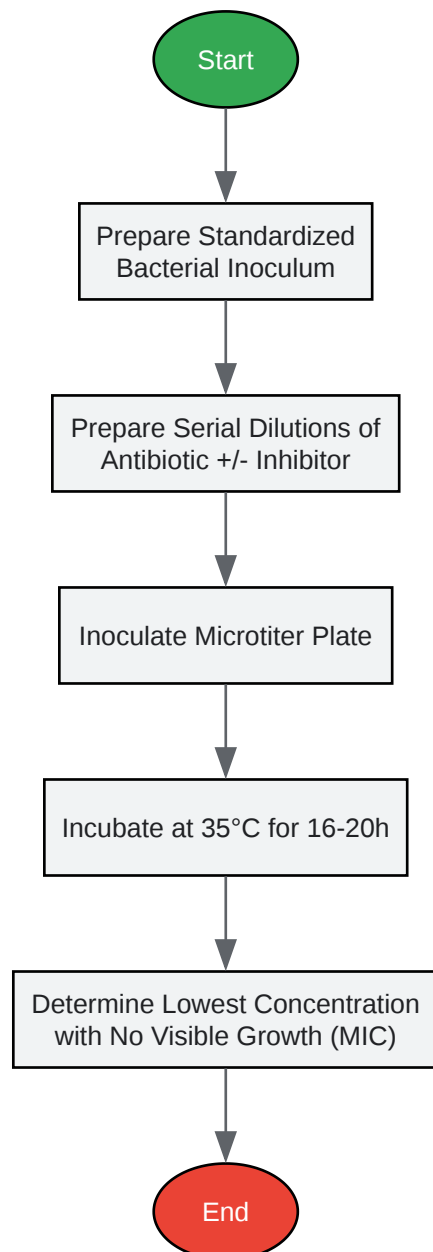 Start
Prepare Standardized
Bacterial Inoculum
Prepare Serial Dilutions of
Antibiotic +/- Inhibitor
Inoculate Microtiter Plate
Incubate at 35°C for 16-20h
Determine Lowest Concentration
with No Visible Growth (MIC)
End